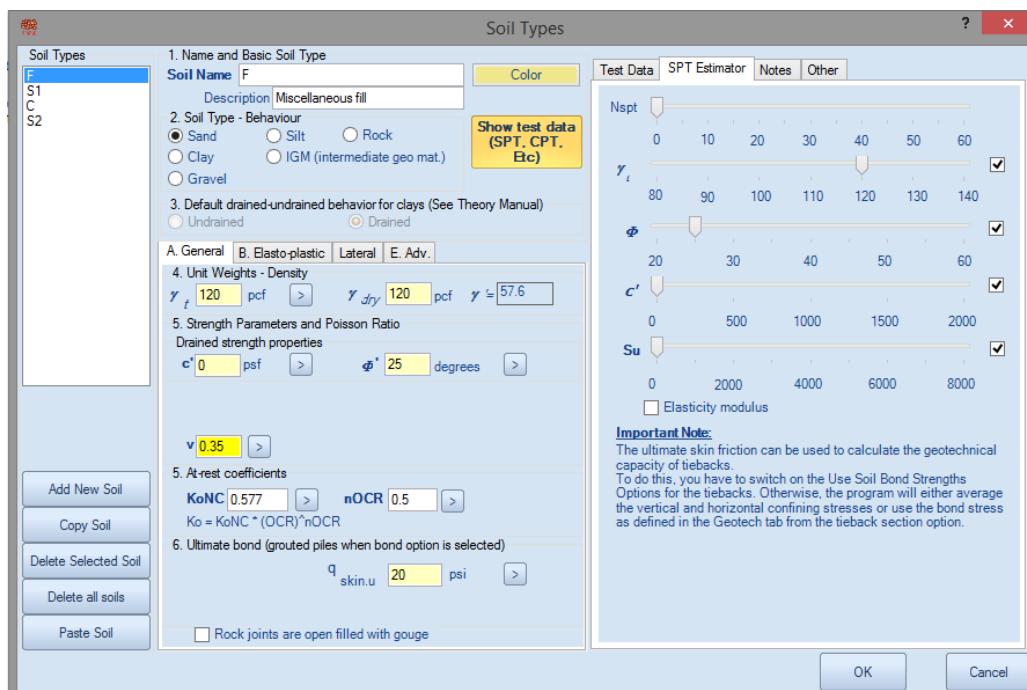 Soil Types
?
×
Soil Types
F
S1
C
S2
Add New Soil
Copy Soil
Delete Selected Soil
Delete all soils
Paste Soil
1. Name and Basic Soil Type
Soil Name F
Color
Description Miscellaneous fill
2. Soil Type - Behaviour
Sand Silt Rock
Clay IGM (intermediate geo mat.)
Gravel
Show test data
(SPT, CPT,
Etc)
3. Default drained-undrained behavior for clays (See Theory Manual)
Undrained Drained
A. General B. Elasto-plastic Lateral E. Adv.
4. Unit Weights - Density
γ t 120 pcf > γ dry 120 pcf γ'= 57.6
5. Strength Parameters and Poisson Ratio
Drained strength properties
c' 0 psf > Φ' 25 degrees >
v 0.35 >
5. At-rest coefficients
KoNC 0.577 > nOCR 0.5 >
Ko = KoNC * (OCR)^nOCR
6. Ultimate bond (grouted piles when bond option is selected)
q skin.u 20 psi >
Rock joints are open filled with gouge
Test Data SPT Estimator Notes Other
Nspt
0 10 20 30 40 50 60
γ t
80 90 100 110 120 130 140
Φ
20 30 40 50 60
c'
0 500 1000 1500 2000
Su
0 2000 4000 6000 8000
Elasticity modulus
Important Note:
The ultimate skin friction can be used to calculate the geotechnical
capacity of tiebacks.
To do this, you have to switch on the Use Soil Bond Strengths
Options for the tiebacks. Otherwise, the program will either average
the vertical and horizontal confining stresses or use the bond stress
as defined in the Geotech tab from the tieback section option.
OK
Cancel